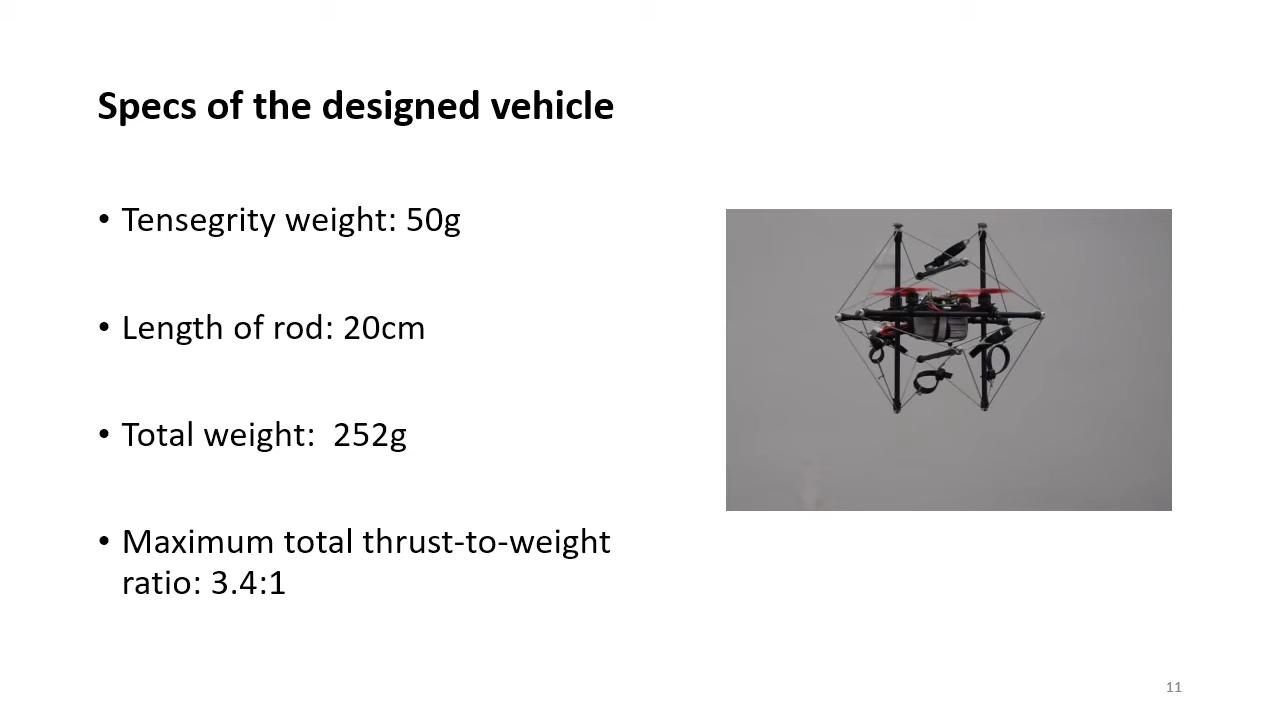 Specs of the designed vehicle
• Tensegrity weight: 50g
• Length of rod: 20cm
• Total weight:  252g
• Maximum total thrust-to-weight
ratio: 3.4:1
11